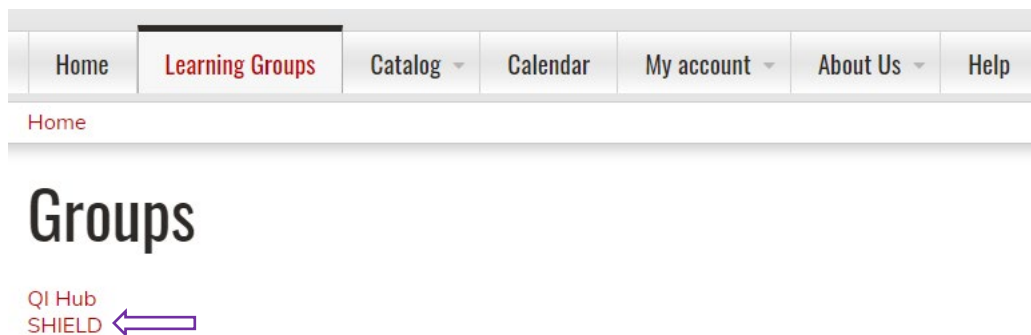 Home Learning Groups Catalog Calendar My account About Us Help
Home
Groups
QI Hub
SHIELD